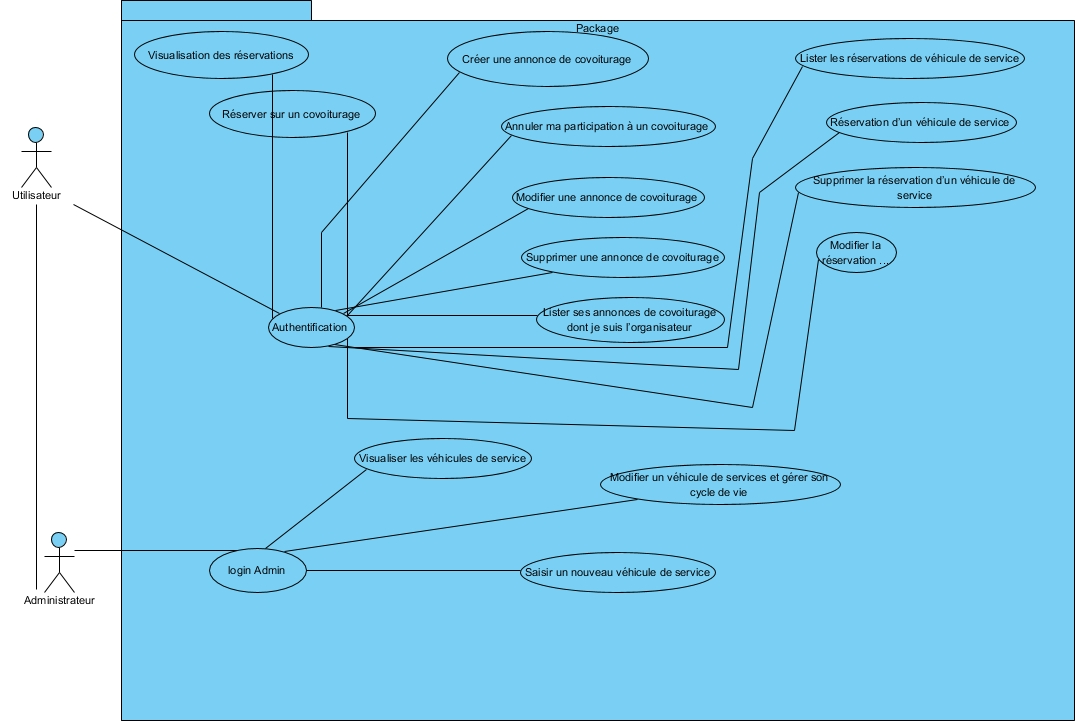 Package
Visualisation des réservations
Créer une annonce de covoiturage
Lister les réservations de véhicule de service
Réserver sur un covoiturage
Annuler ma participation à un covoiturage
Réservation d'un véhicule de service
Utilisateur
Modifier une annonce de covoiturage
Supprimer la réservation d'un véhicule de
service
Supprimer une annonce de covoiturage
Modifier la
réservation ...
Authentification
Lister ses annonces de covoiturage
dont je suis l'organisateur
Visualiser les véhicules de service
Modifier un véhicule de services et gérer son
cycle de vie
login Admin
Saisir un nouveau véhicule de service
Administrateur